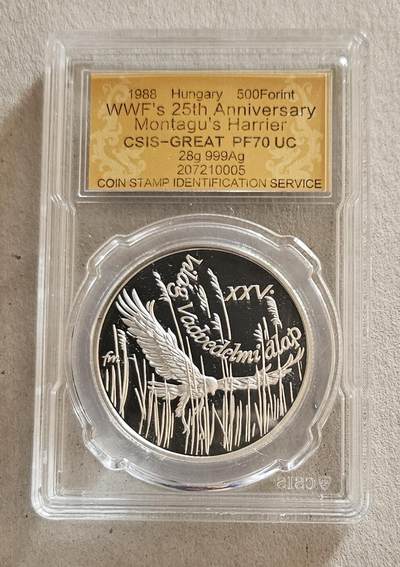 1988 Hungary 500Forint
WWF's 25th Anniversary
Montagu's Harrier
CSIS-GREAT PF70 UC
28g 999Ag
207210005
COIN STAMP IDENTIFICATION SERVICE
XXV.
Világ Vadvédelmi Alap
fm.
CSIS